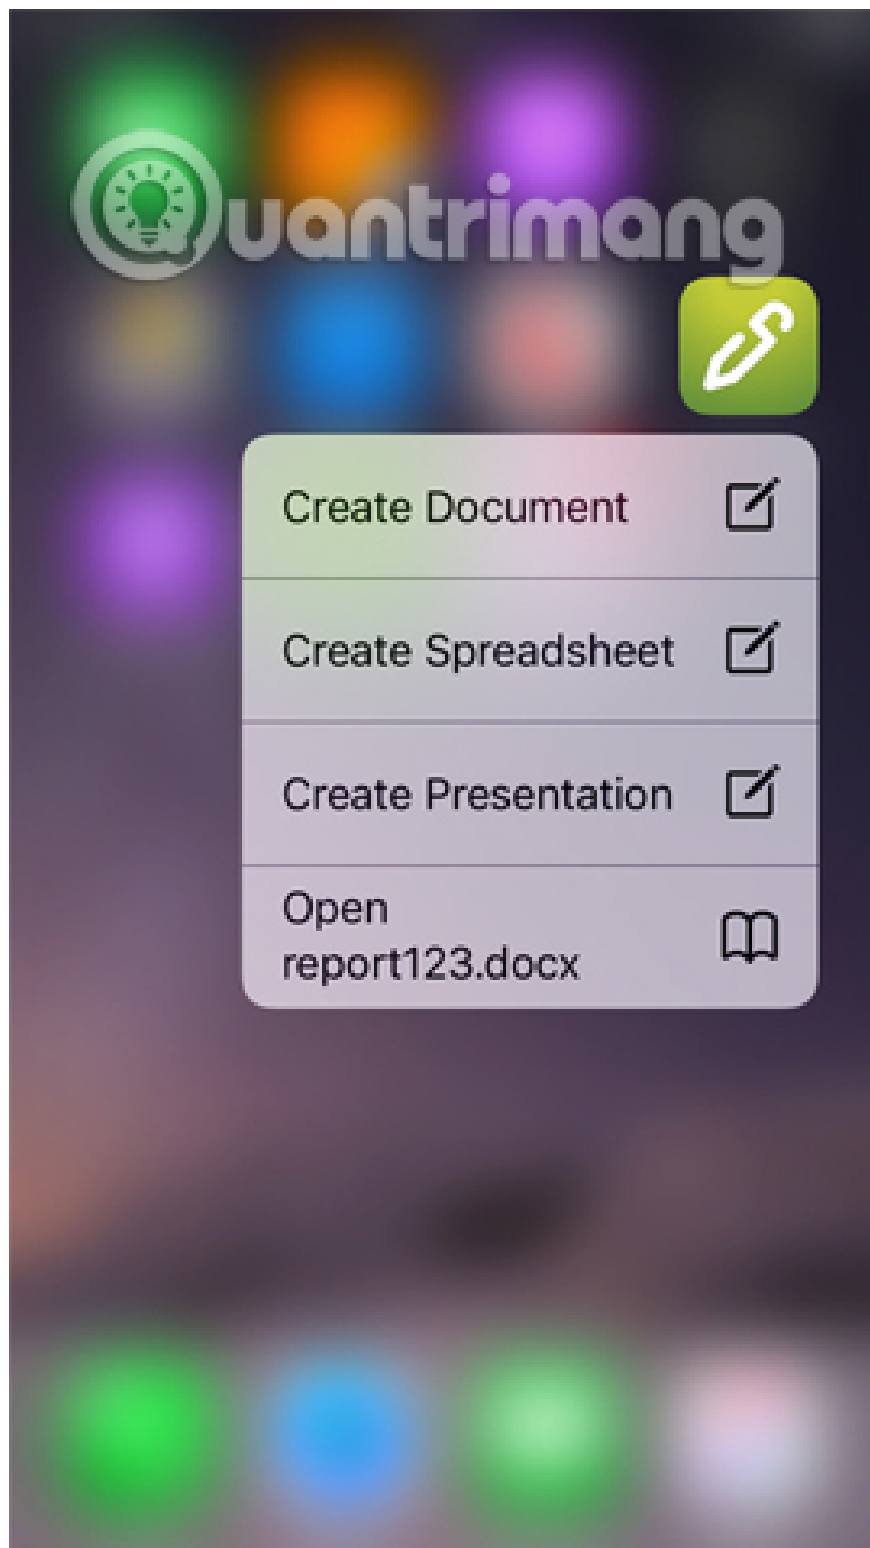 Quantrimang
Create Document
Create Spreadsheet
Create Presentation
Open
report123.docx